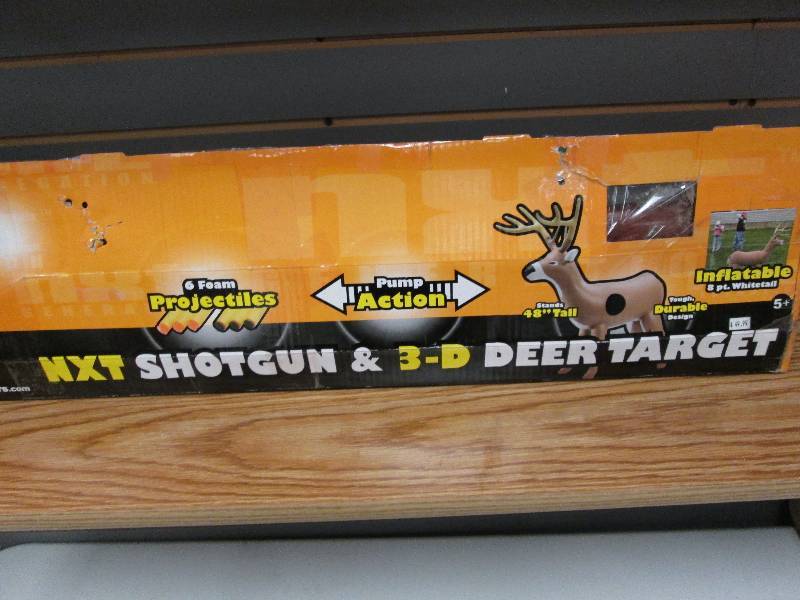 NXT
6 Foam
Projectiles
Pump
Action
Stands
48" Tall
Tough,
Durable
Design
Inflatable
8 pt. Whitetail
5+
NXT SHOTGUN & 3-D DEER TARGET